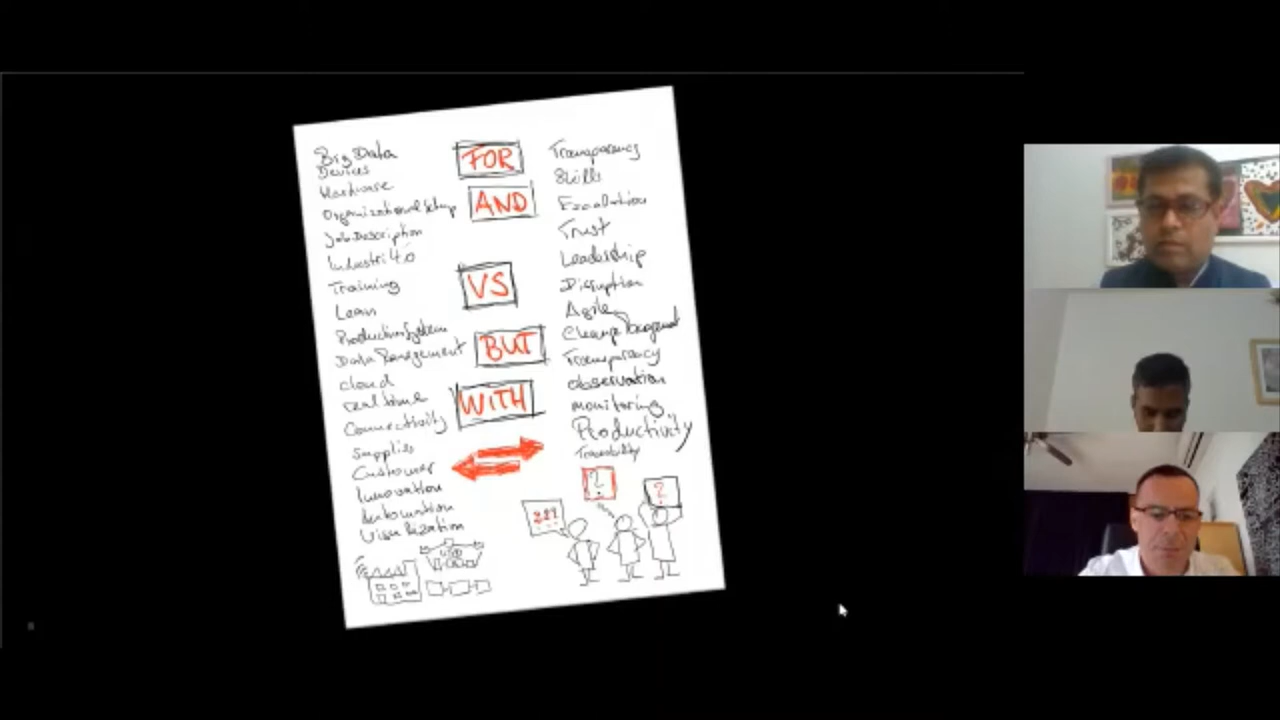 Big Data
Devices
Hardware
Organizational Setup
Job Description
Industri 4.0
Training
Lean
Production System
Data Management
cloud
real time
Connectivity
Supplies
Customer
Innovation
Automation
Visualization
FOR
AND
VS
BUT
WITH
Transparency
Skills
Escalation
Trust
Leadership
Disruption
Agile
Change Management
Transparency
observation
monitoring
Productivity
Traceability
???
?
?